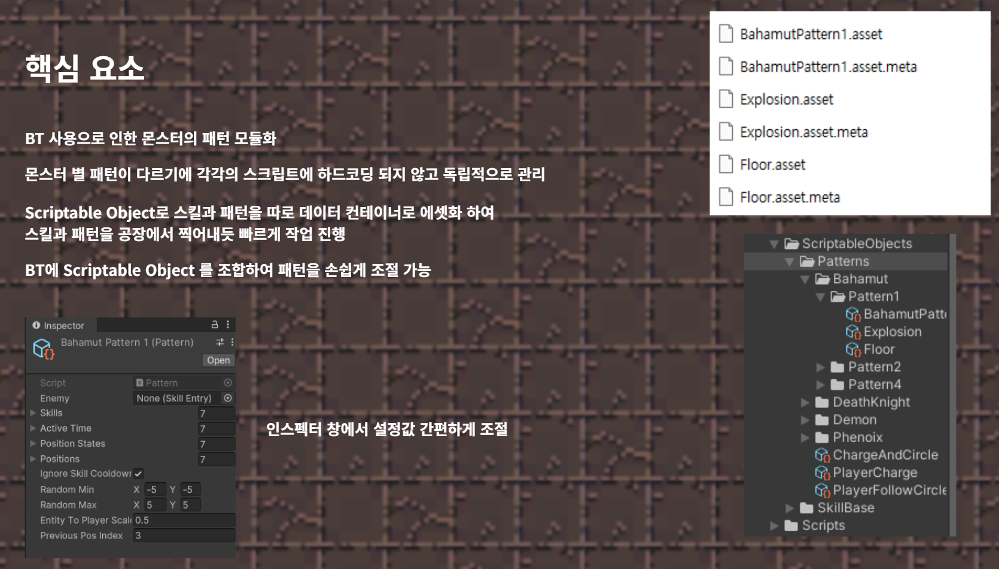 핵심 요소
BT 사용으로 인한 몬스터의 패턴 모듈화
몬스터 별 패턴이 다르기에 각각의 스크립트에 하드코딩 되지 않고 독립적으로 관리
Scriptable Object로 스킬과 패턴을 따로 데이터 컨테이너로 에셋화 하여
스킬과 패턴을 공장에서 찍어내듯 빠르게 작업 진행
BT에 Scriptable Object 를 조합하여 패턴을 손쉽게 조절 가능
Inspector
Bahamut Pattern 1 (Pattern)
Open
Script Pattern
Enemy None (Skill Entry)
Skills 7
Active Time 7
Position States 7
Positions 7
Ignore Skill Cooldowr
Random Min X -5 Y -5
Random Max X 5 Y 5
Entity To Player Scal 0.5
Previous Pos Index 3
인스펙터 창에서 설정값 간편하게 조절
BahamutPattern1.asset
BahamutPattern1.asset.meta
Explosion.asset
Explosion.asset.meta
Floor.asset
Floor.asset.meta
ScriptableObjects
Patterns
Bahamut
Pattern1
BahamutPatt
Explosion
Floor
Pattern2
Pattern4
DeathKnight
Demon
Phenoix
ChargeAndCircle
PlayerCharge
PlayerFollowCircle
SkillBase
Scripts